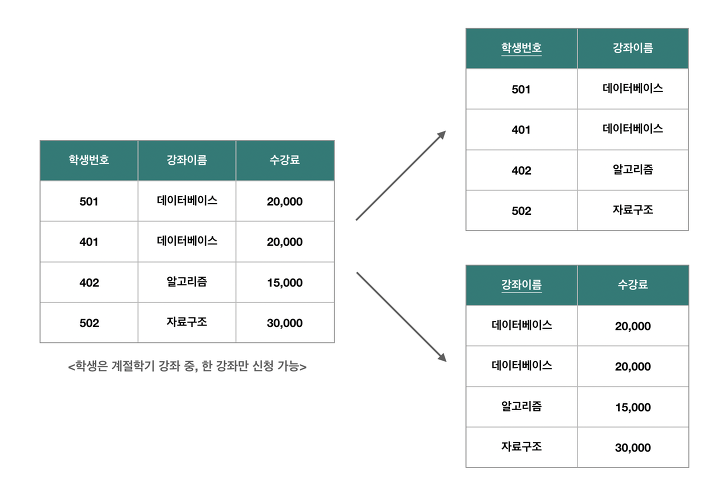 학생번호 강좌이름 수강료
501 데이터베이스 20,000
401 데이터베이스 20,000
402 알고리즘 15,000
502 자료구조 30,000
<학생은 계절학기 강좌 중, 한 강좌만 신청 가능>
학생번호 강좌이름
501 데이터베이스
401 데이터베이스
402 알고리즘
502 자료구조
강좌이름 수강료
데이터베이스 20,000
데이터베이스 20,000
알고리즘 15,000
자료구조 30,000